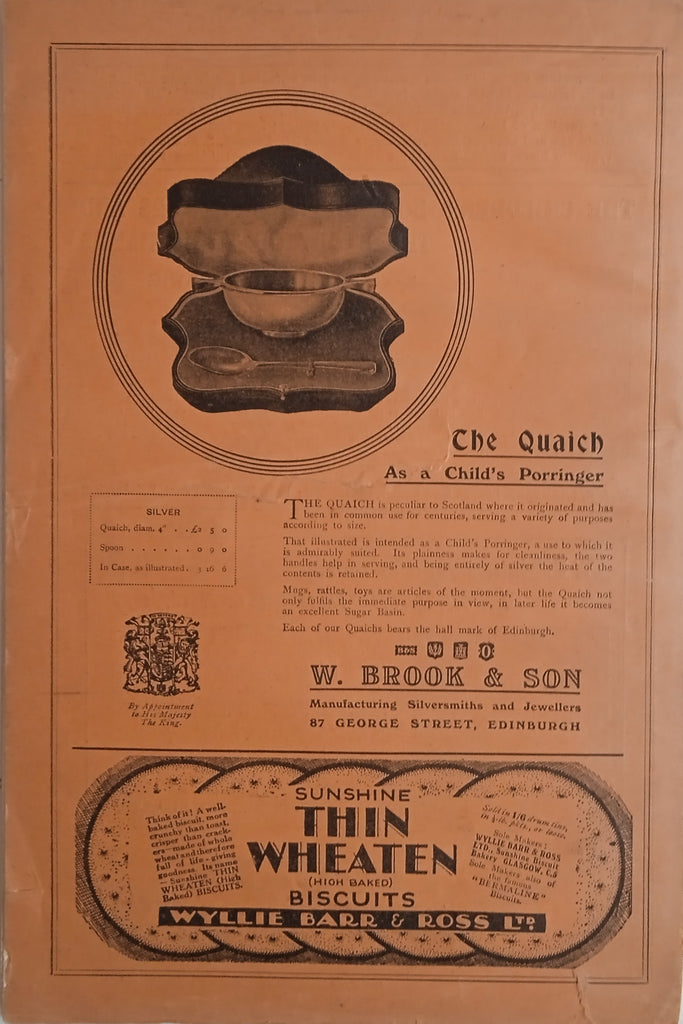 The Quaich
As a Child's Porringer
SILVER
Quaich, diam. 4" . . £2 5 0
Spoon . . . . . . 0 9 0
In Case, as illustrated. 3 16 6
THE QUAICH is peculiar to Scotland where it originated and has
been in common use for centuries, serving a variety of purposes
according to size.
That illustrated is intended as a Child's Porringer, a use to which it
is admirably suited. Its plainness makes for cleanliness, the two
handles help in serving, and being entirely of silver the heat of the
contents is retained.
Mugs, rattles, toys are articles of the moment, but the Quaich not
only fulfils the immediate purpose in view, in later life it becomes
an excellent Sugar Basin.
Each of our Quaichs bears the hall mark of Edinburgh.
By Appointment
to His Majesty
The King.
W. BROOK & SON
Manufacturing Silversmiths and Jewellers
87 GEORGE STREET, EDINBURGH
SUNSHINE
THIN
WHEATEN
(HIGH BAKED)
BISCUITS
WYLLIE BARR & ROSS LTD.
Think of it! A well-
baked biscuit, more
crunchy than toast,
crisper than crack-
ers—made of whole
wheat and therefore
full of life-giving
goodness. Its name
Sunshine THIN
WHEATEN (High
Baked) BISCUITS.
Sold in 1/6 drum tins,
in ½-lb. pkts., or loose.
Sole Makers:
WYLLIE BARR & ROSS
LTD., Sunshine Biscuit
Bakery, GLASGOW, C.5
Makers also of
the famous
"BERMALINE"
Biscuits.